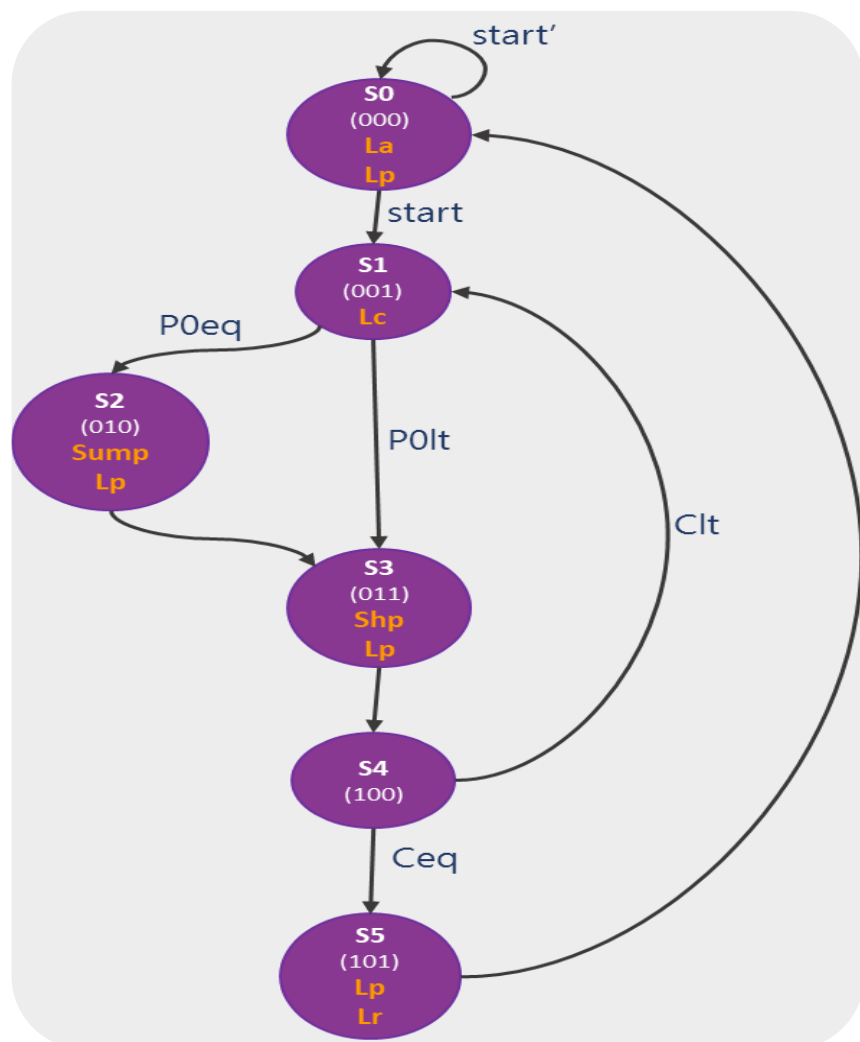 start’
S0
(000)
La
Lp
start
S1
(001)
Lc
P0eq
S2
(010)
Sump
Lp
P0lt
Clt
S3
(011)
Shp
Lp
S4
(100)
Ceq
S5
(101)
Lp
Lr